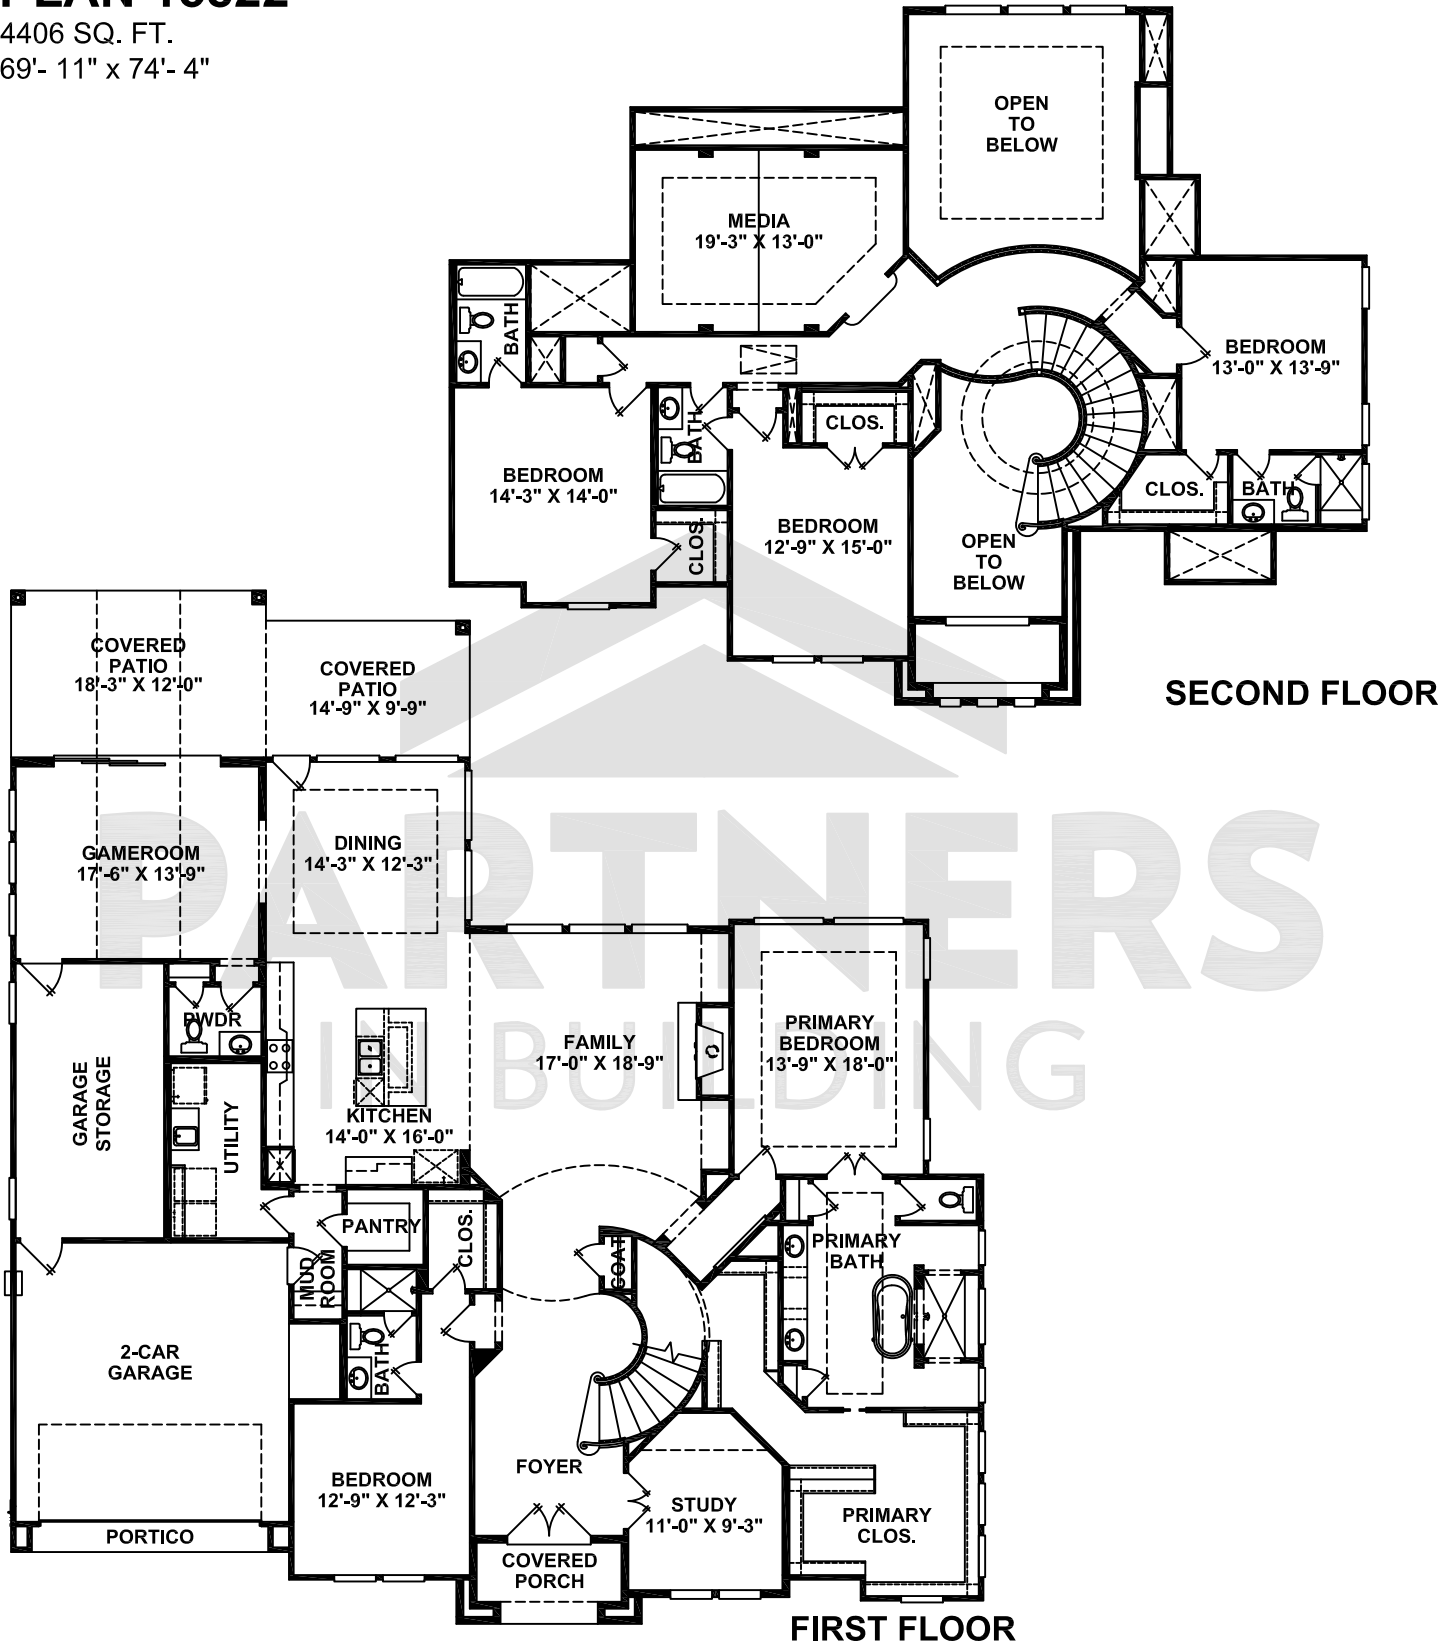 4406 SQ. FT.
69'- 11" x 74'- 4"
OPEN
TO
BELOW
MEDIA
19'-3" X 13'-0"
BATH
BEDROOM
13'-0" X 13'-9"
CLOS.
BATH
BEDROOM
14'-3" X 14'-0"
CLOS.
BATH
BEDROOM
12'-9" X 15'-0"
CLOS.
OPEN
TO
BELOW
SECOND FLOOR
COVERED
PATIO
18'-3" X 12'-0"
COVERED
PATIO
14'-9" X 9'-9"
PARTNERS
IN BUILDING
GAMEROOM
17'-6" X 13'-9"
DINING
14'-3" X 12'-3"
PWDR
FAMILY
17'-0" X 18'-9"
PRIMARY
BEDROOM
13'-9" X 18'-0"
GARAGE
STORAGE
UTILITY
KITCHEN
14'-0" X 16'-0"
PANTRY
CLOS.
COAT
PRIMARY
BATH
MUD
ROOM
2-CAR
GARAGE
BATH
FOYER
BEDROOM
12'-9" X 12'-3"
STUDY
11'-0" X 9'-3"
PRIMARY
CLOS.
PORTICO
COVERED
PORCH
FIRST FLOOR